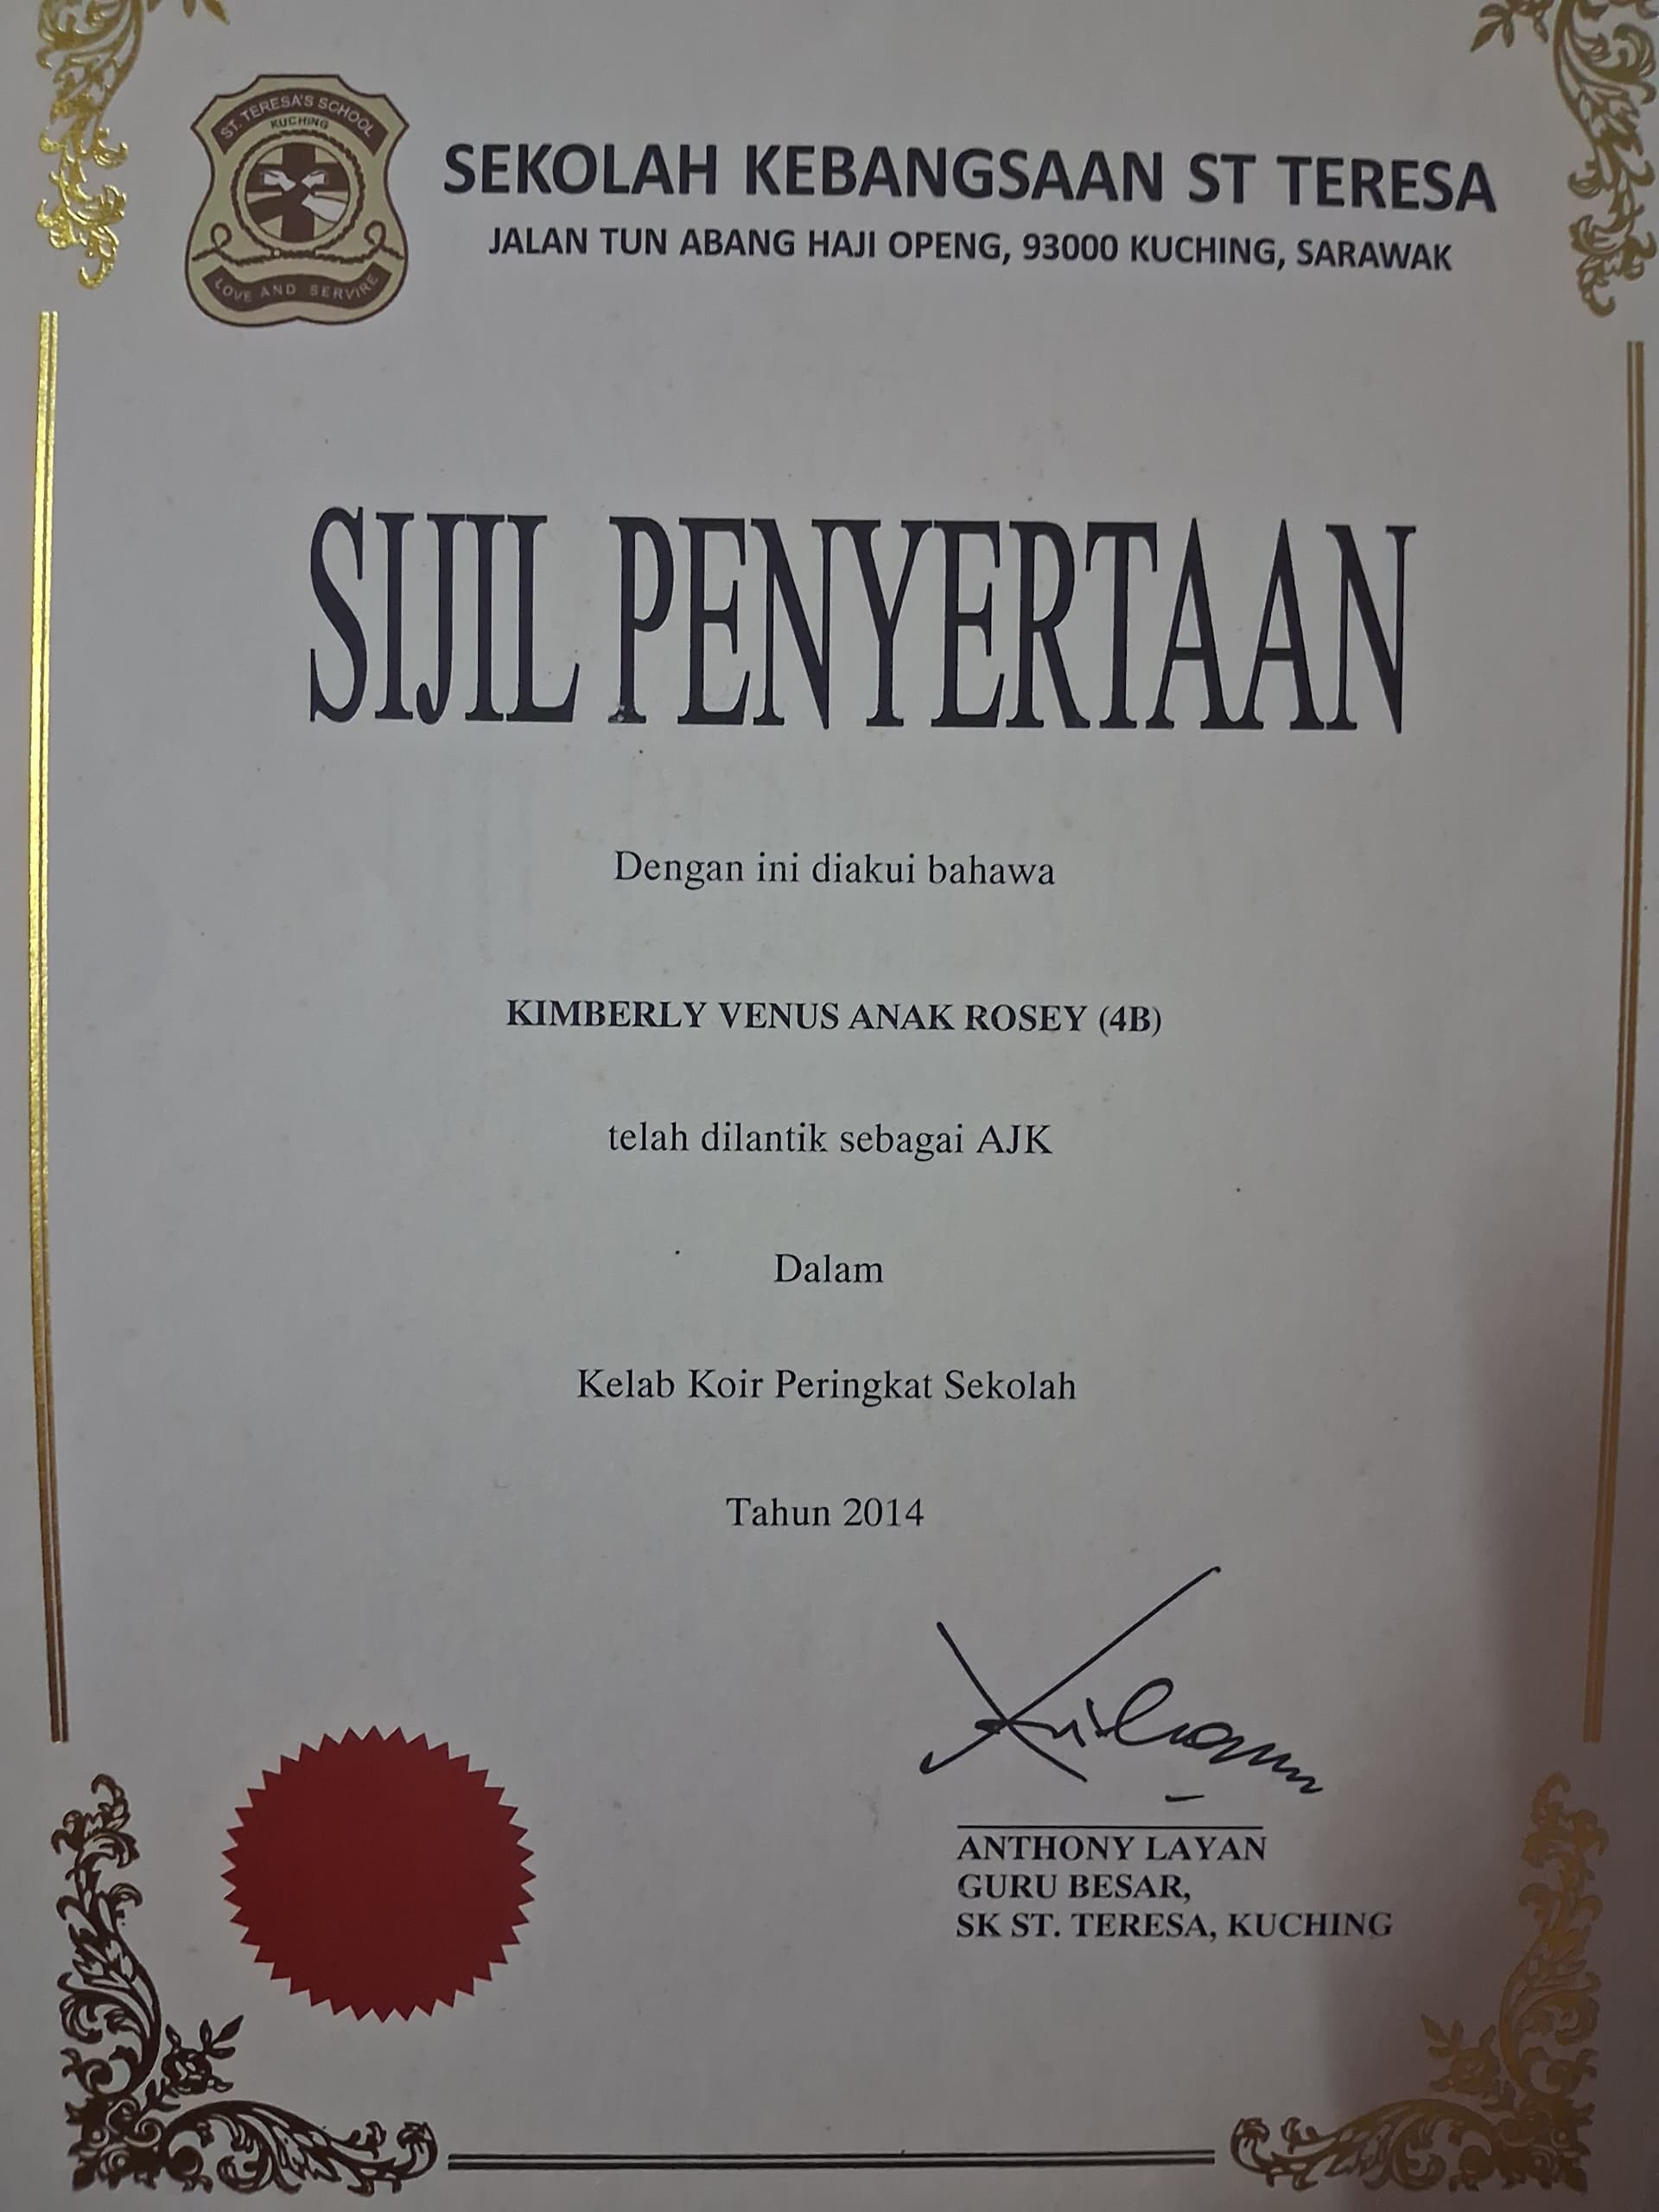 ST. TERESA'S SCHOOL
KUCHING
LOVE AND SERVIRE
SEKOLAH KEBANGSAAN ST TERESA
JALAN TUN ABANG HAJI OPENG, 93000 KUCHING, SARAWAK
SIJIL PENYERTAAN
Dengan ini diakui bahawa
KIMBERLY VENUS ANAK ROSEY (4B)
telah dilantik sebagai AJK
Dalam
Kelab Koir Peringkat Sekolah
Tahun 2014
ANTHONY LAYAN
GURU BESAR,
SK ST. TERESA, KUCHING